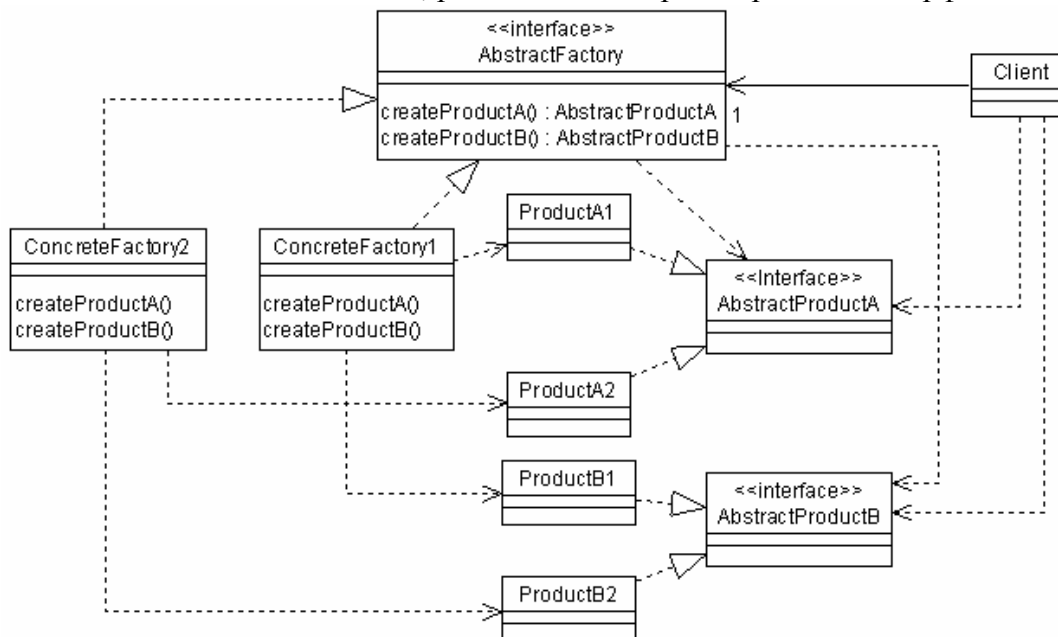 <<interface>>
AbstractFactory
createProductA() : AbstractProductA
createProductB() : AbstractProductB
1
Client
ConcreteFactory2
createProductA()
createProductB()
ConcreteFactory1
createProductA()
createProductB()
ProductA1
<<Interface>>
AbstractProductA
ProductA2
ProductB1
<<interface>>
AbstractProductB
ProductB2